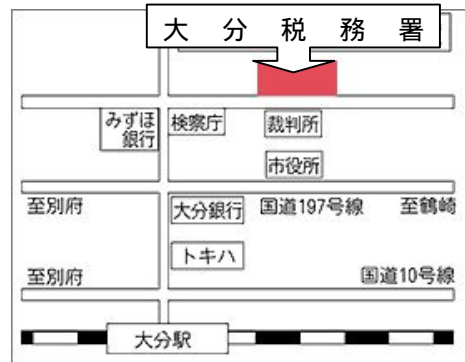 大分税務署
みずほ
銀行
検察庁
裁判所
市役所
至別府
大分銀行
国道197号線
至鶴崎
トキハ
至別府
国道10号線
大分駅